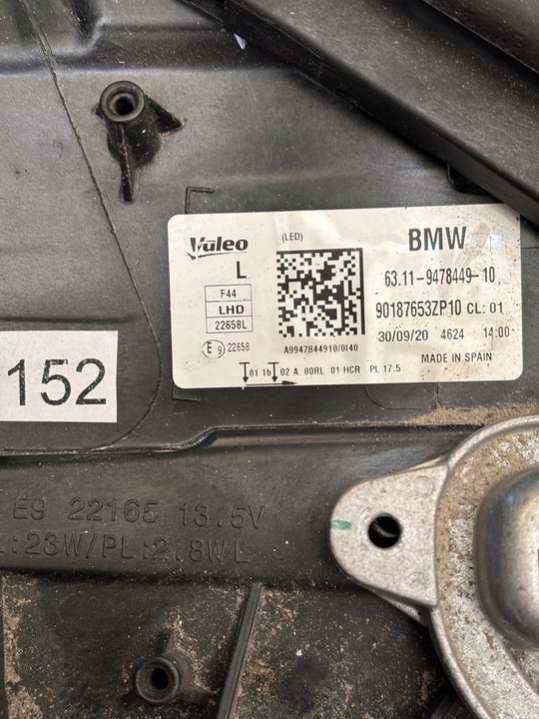 Valeo
(LED)
BMW
L
63.11-9478449-10
F44
LHD
22658L
90187653ZP10 CL: 01
30/09/20 4624 14:00
E9 22658
A9947844910/0140
MADE IN SPAIN
01 1b 02 A 00RL 01 HCR PL 17.5
152
E9 22165 13.5V
:23W/PL:2.8WL